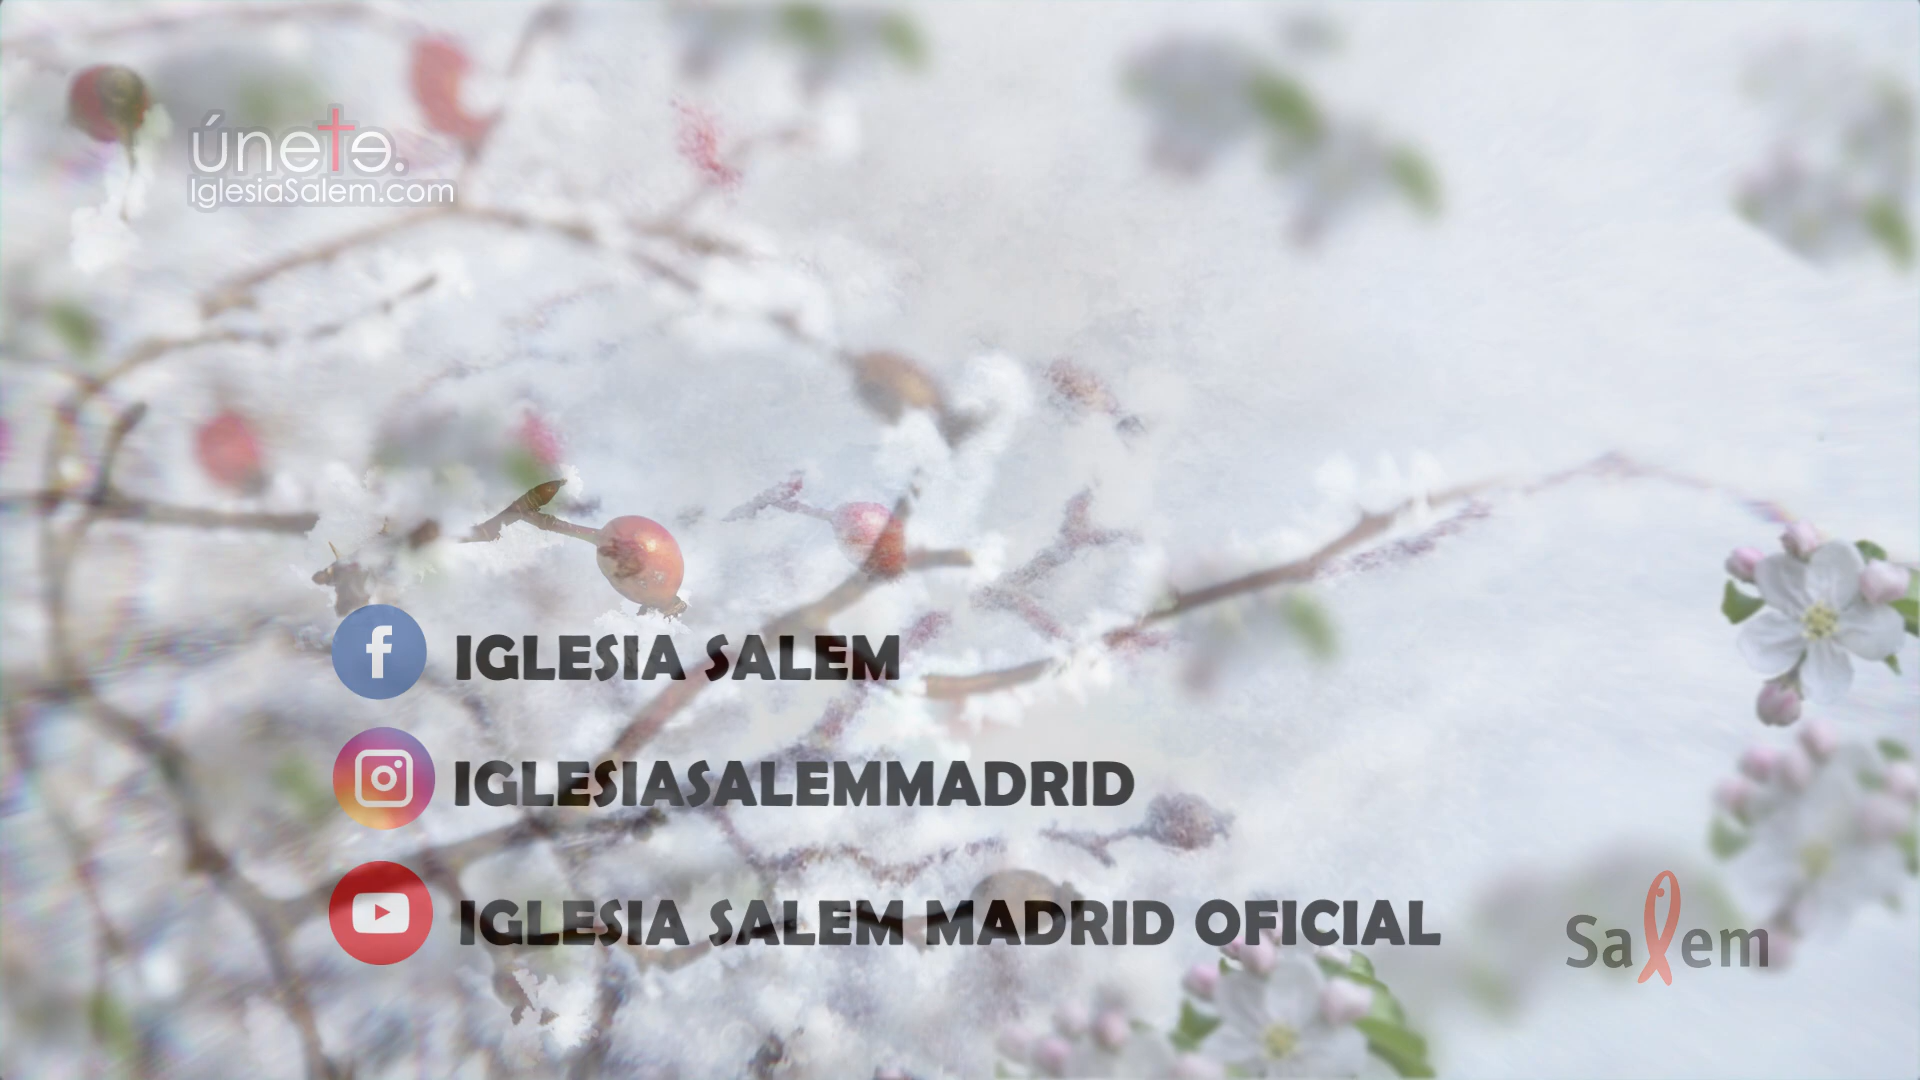 únete.
IglesiaSalem.com
IGLESIA SALEM
IGLESIASALEMMADRID
IGLESIA SALEM MADRID OFICIAL
Salem